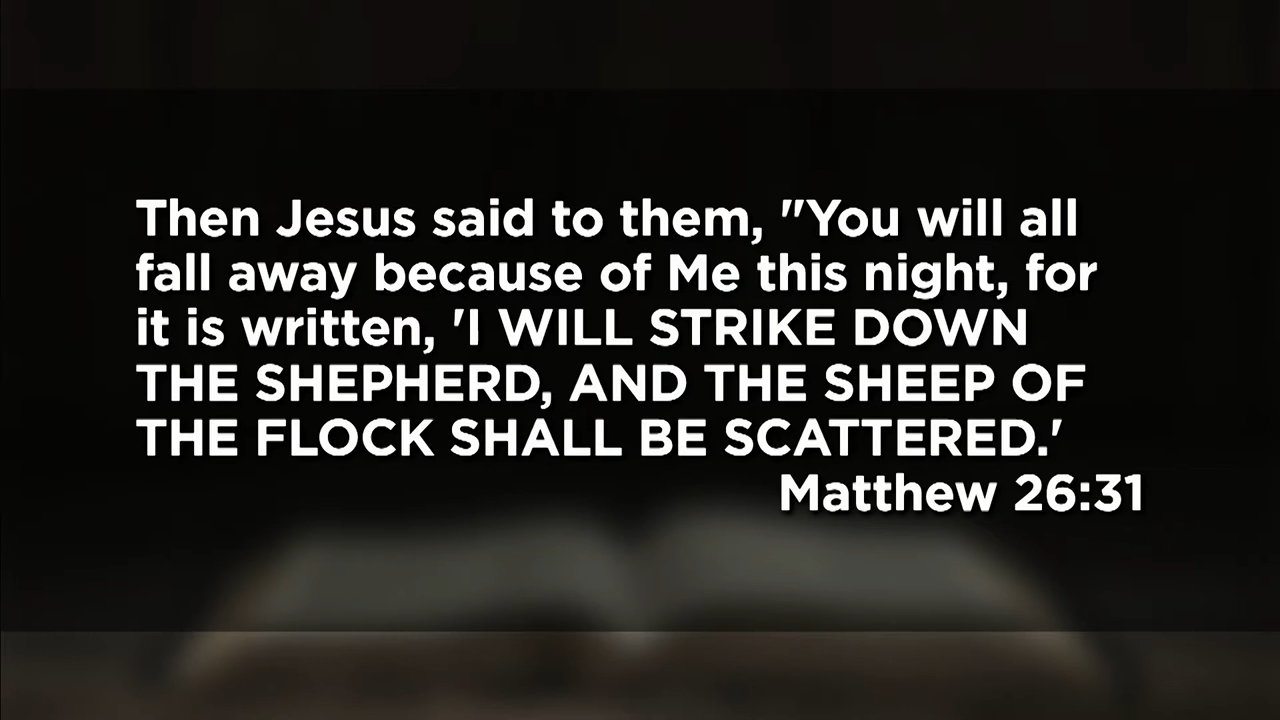 Then Jesus said to them, "You will all
fall away because of Me this night, for
it is written, 'I WILL STRIKE DOWN
THE SHEPHERD, AND THE SHEEP OF
THE FLOCK SHALL BE SCATTERED.'
Matthew 26:31